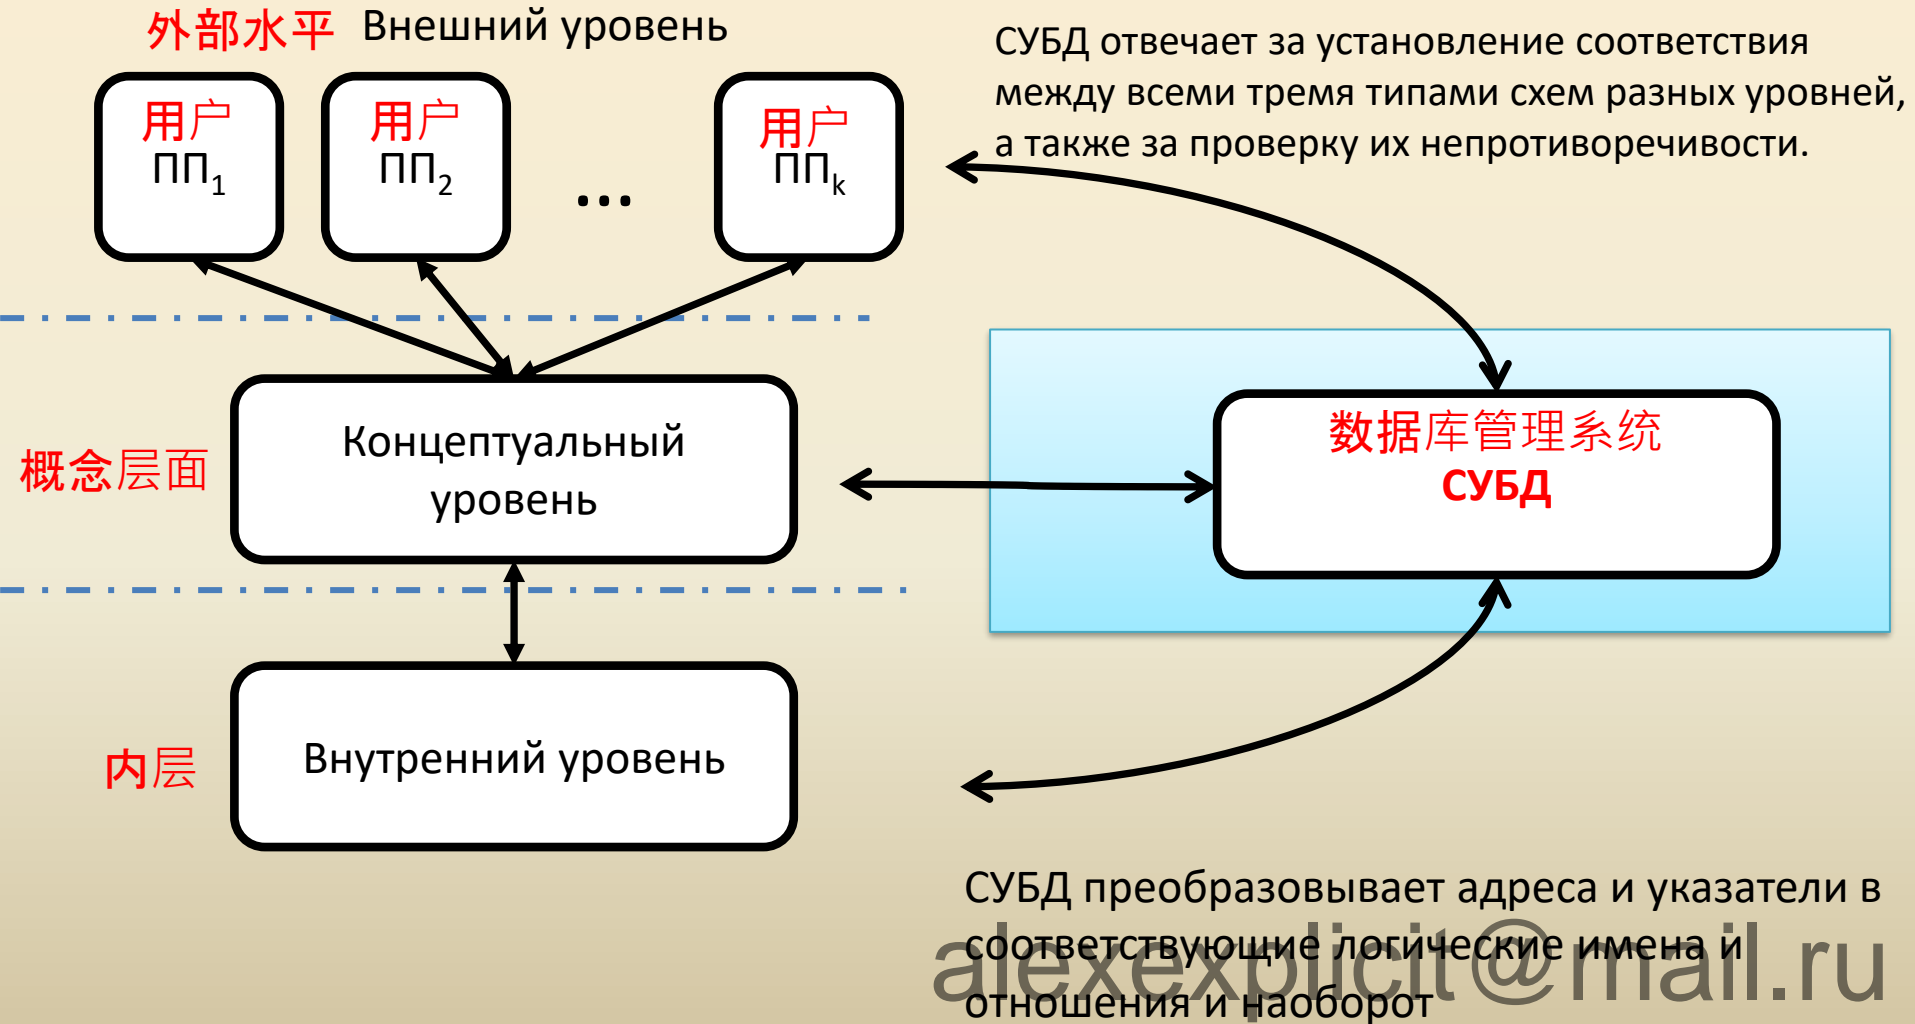 外部水平 Внешний уровень
СУБД отвечает за установление соответствия
между всеми тремя типами схем разных уровней,
а также за проверку их непротиворечивости.
用户
ПП1
用户
ПП2
...
用户
ППk
概念层面
Концептуальный
уровень
数据库管理系统
СУБД
内层
Внутренний уровень
СУБД преобразовывает адреса и указатели в
соответствующие логические имена и
отношения и наоборот
alexexplicit@mail.ru